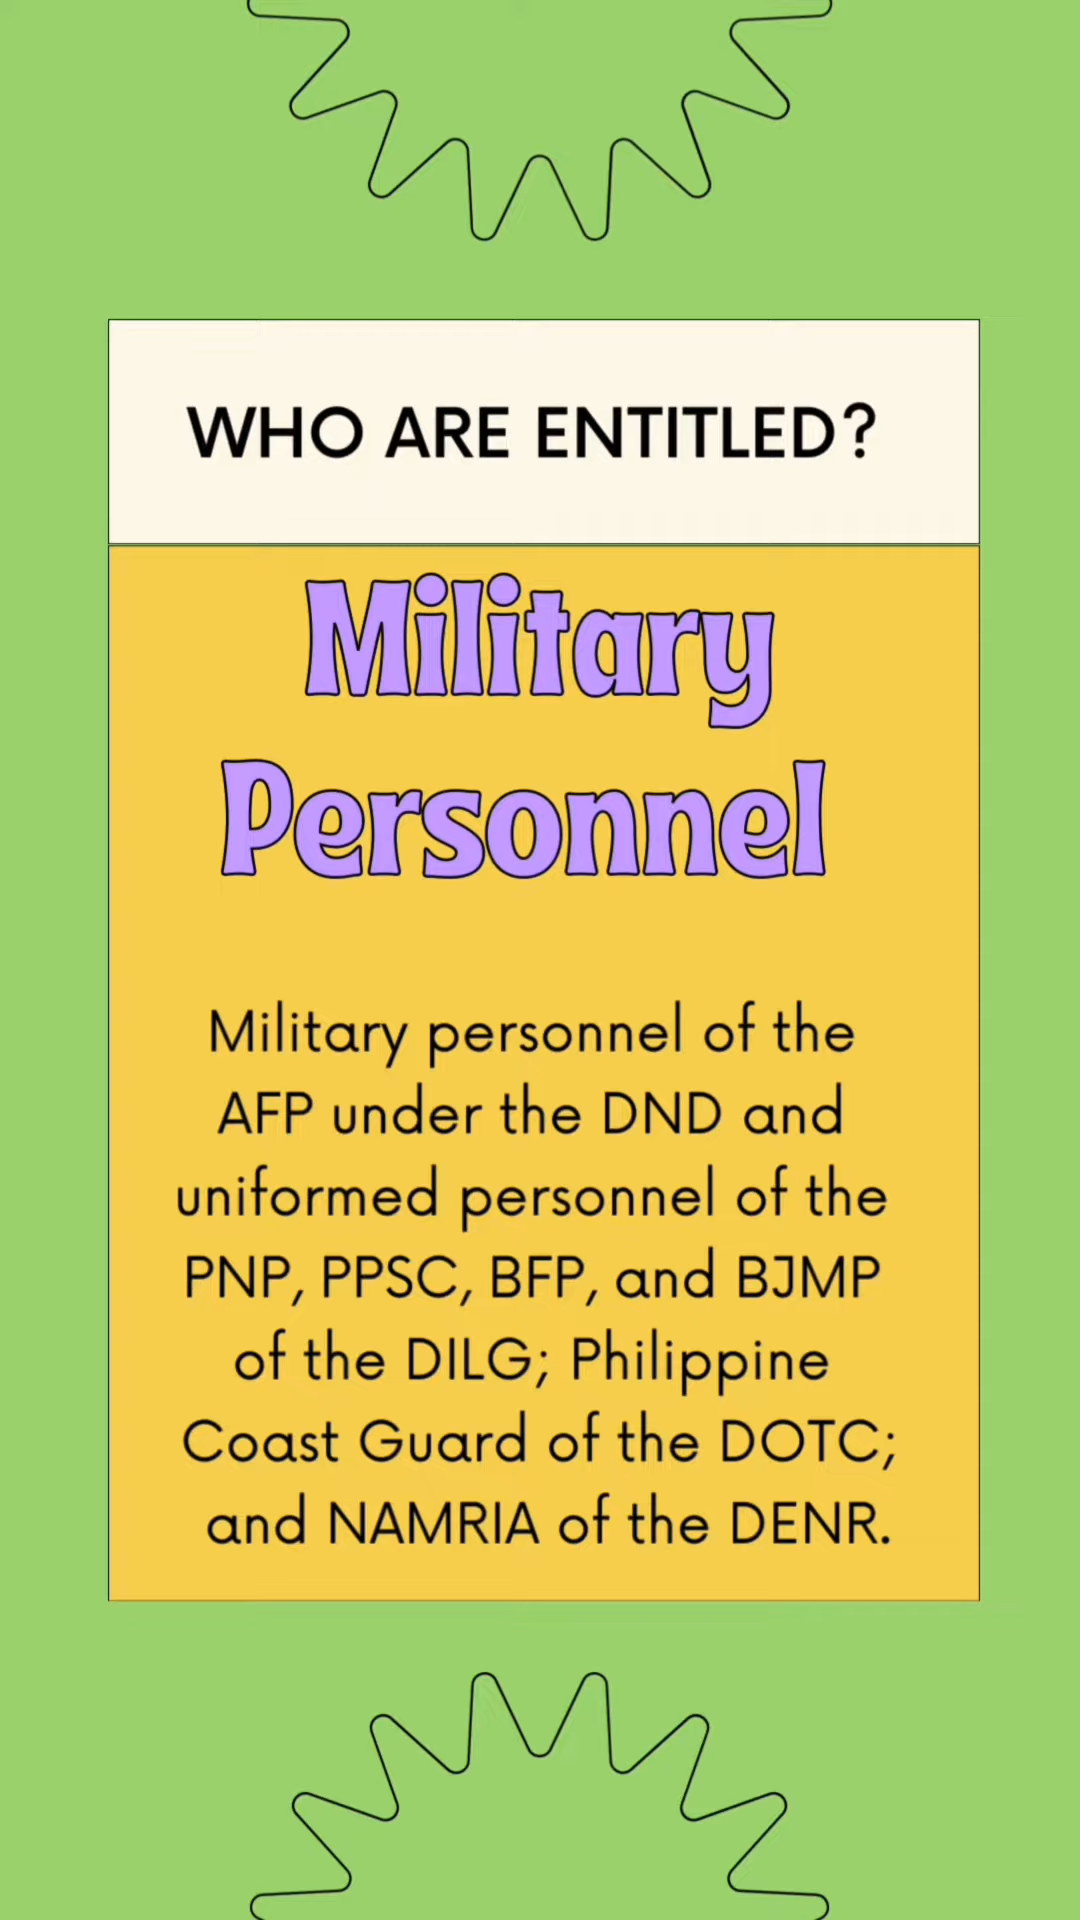 WHO ARE ENTITLED?
Military
Personnel
Military personnel of the
AFP under the DND and
uniformed personnel of the
PNP, PPSC, BFP, and BJMP
of the DILG; Philippine
Coast Guard of the DOTC;
and NAMRIA of the DENR.